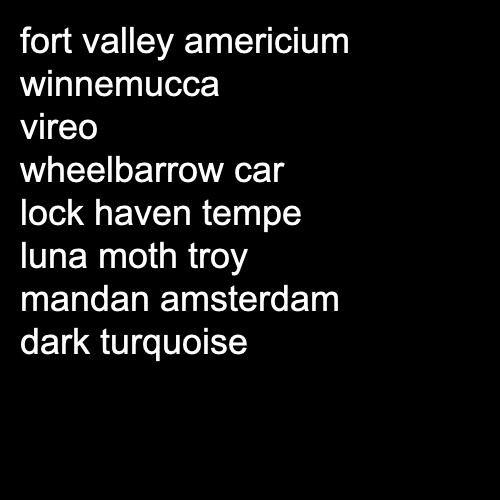 fort valley americium
winnemucca
vireo
wheelbarrow car
lock haven tempe
luna moth troy
mandan amsterdam
dark turquoise